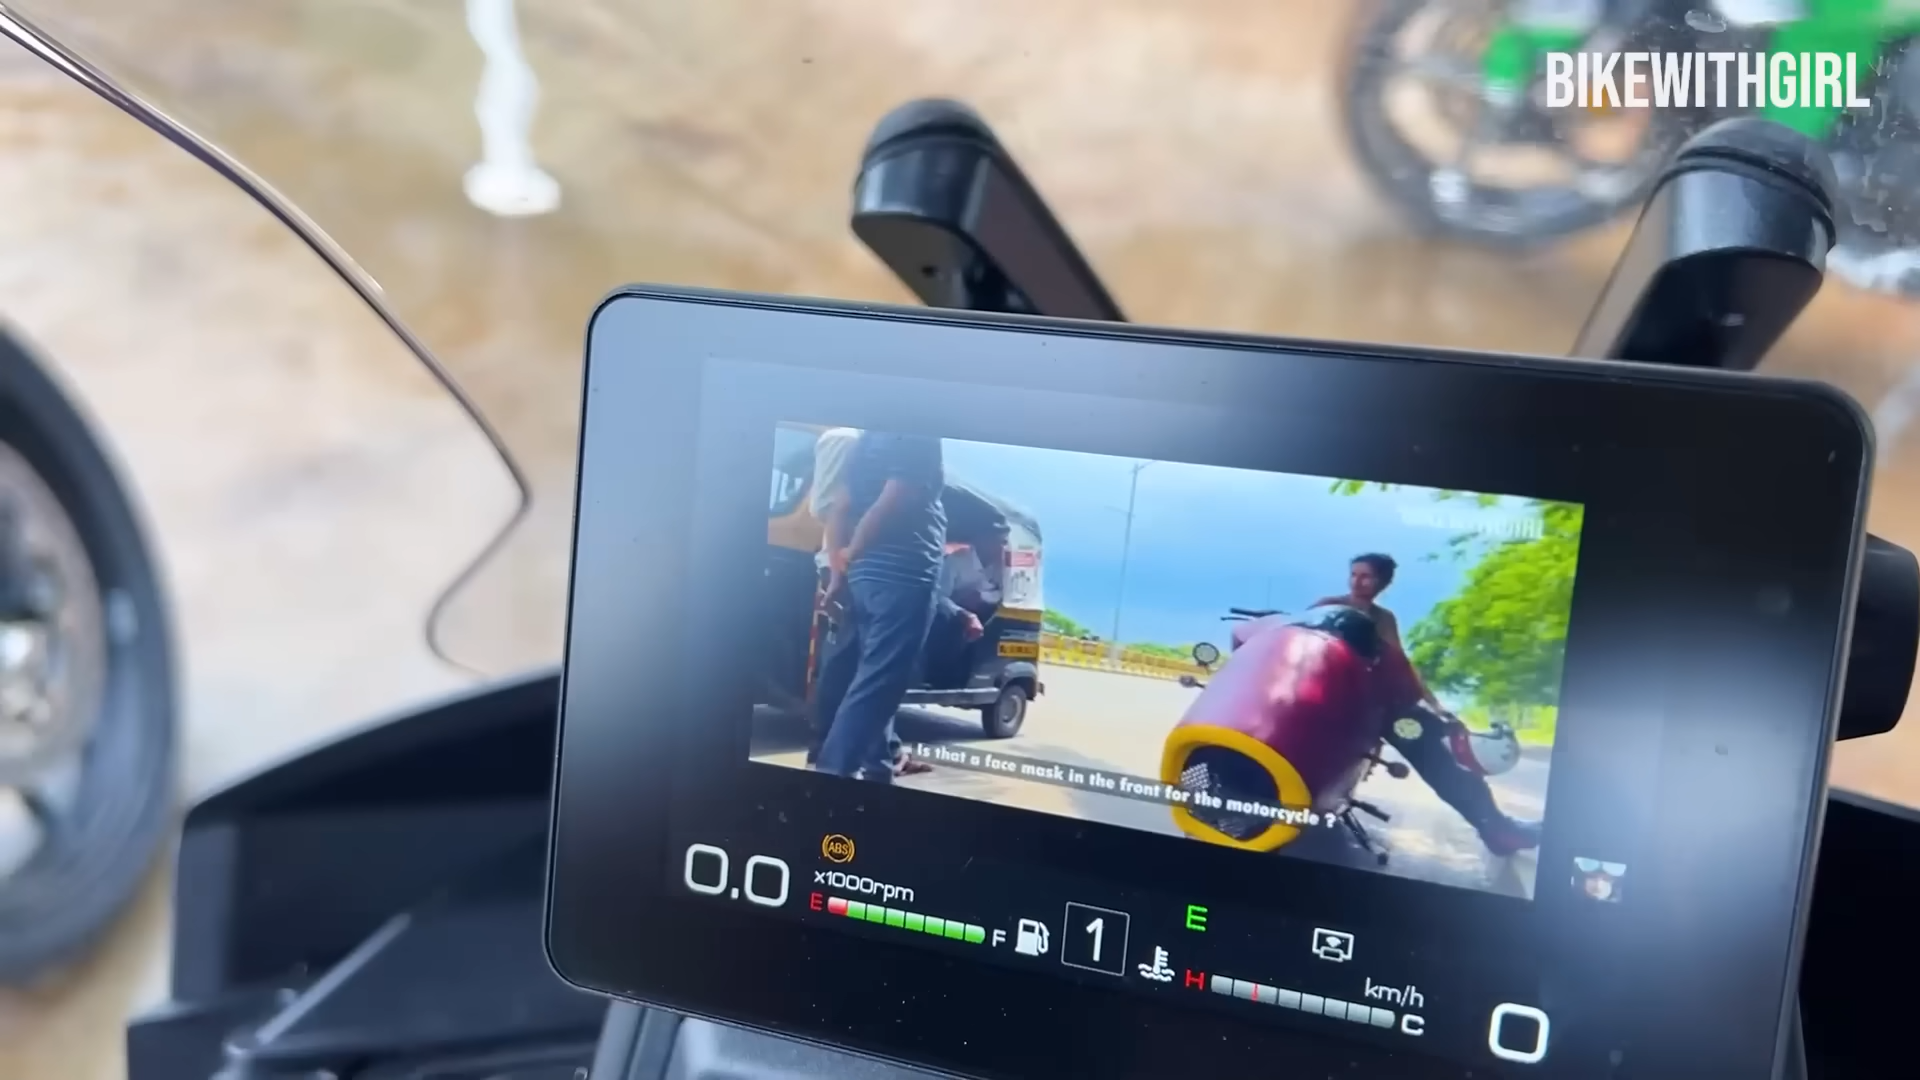 BIKEWITHGIRL
Is that a face mask in the front for the motorcycle ?
ABS
0.0
x1000rpm
E
F
1
E
H
C
km/h
0